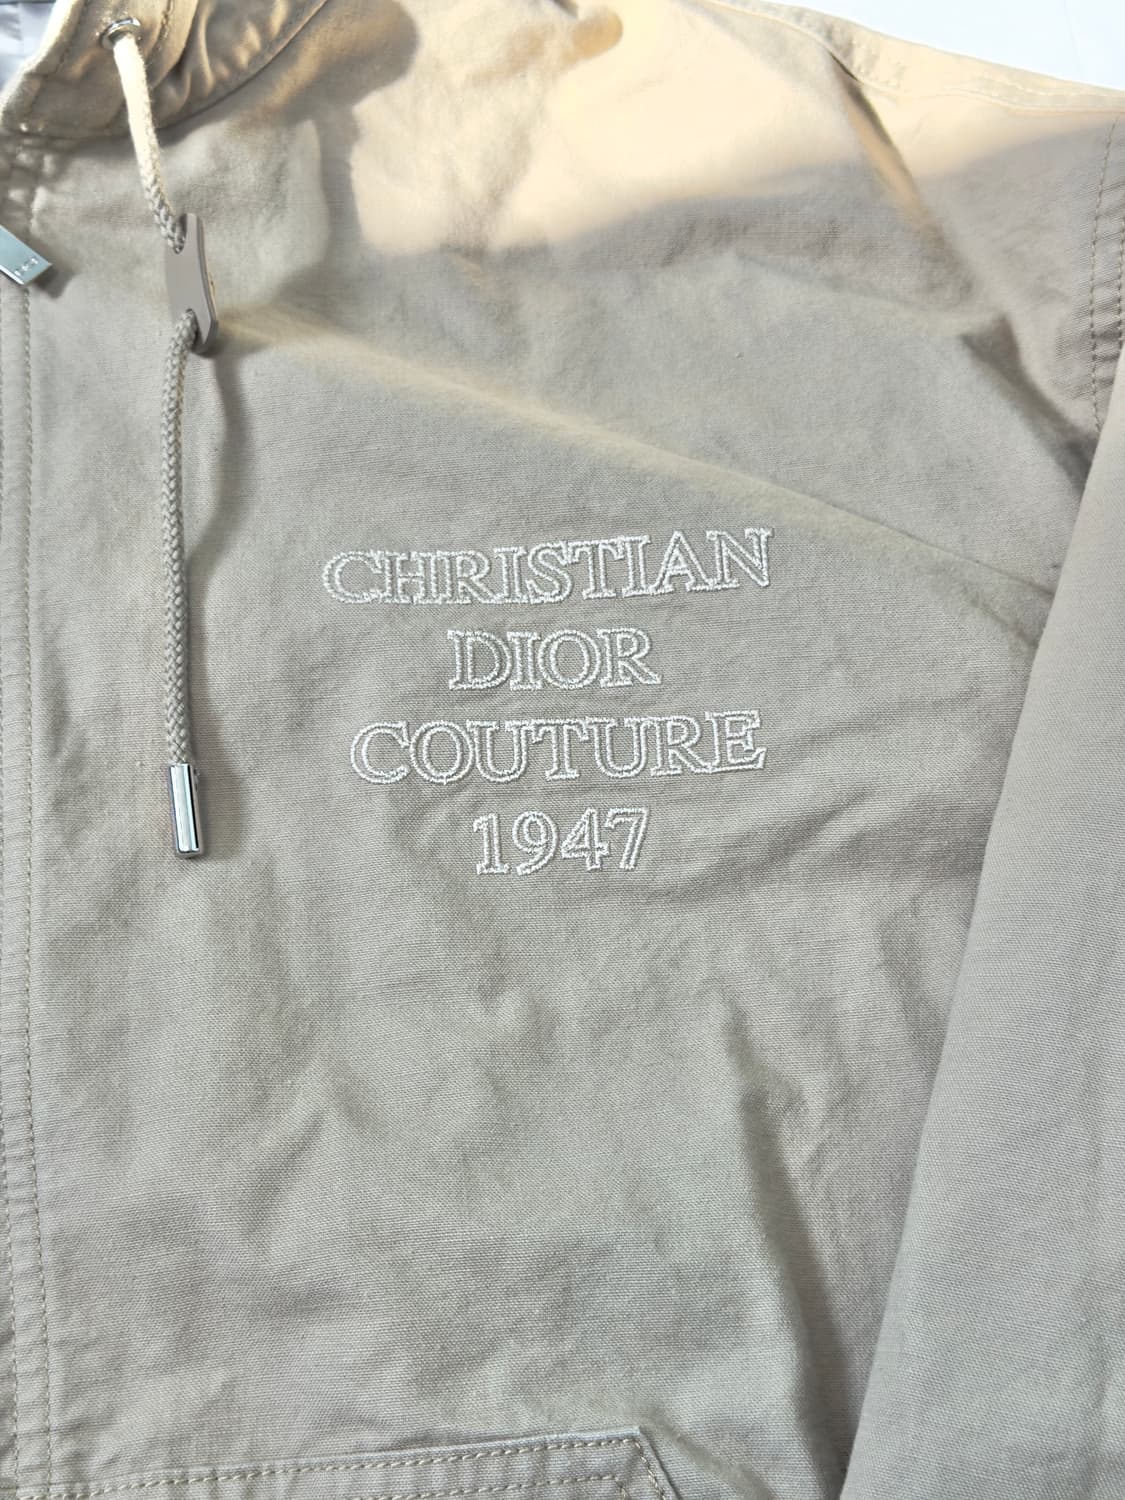 CHRISTIAN
DIOR
COUTURE
1947